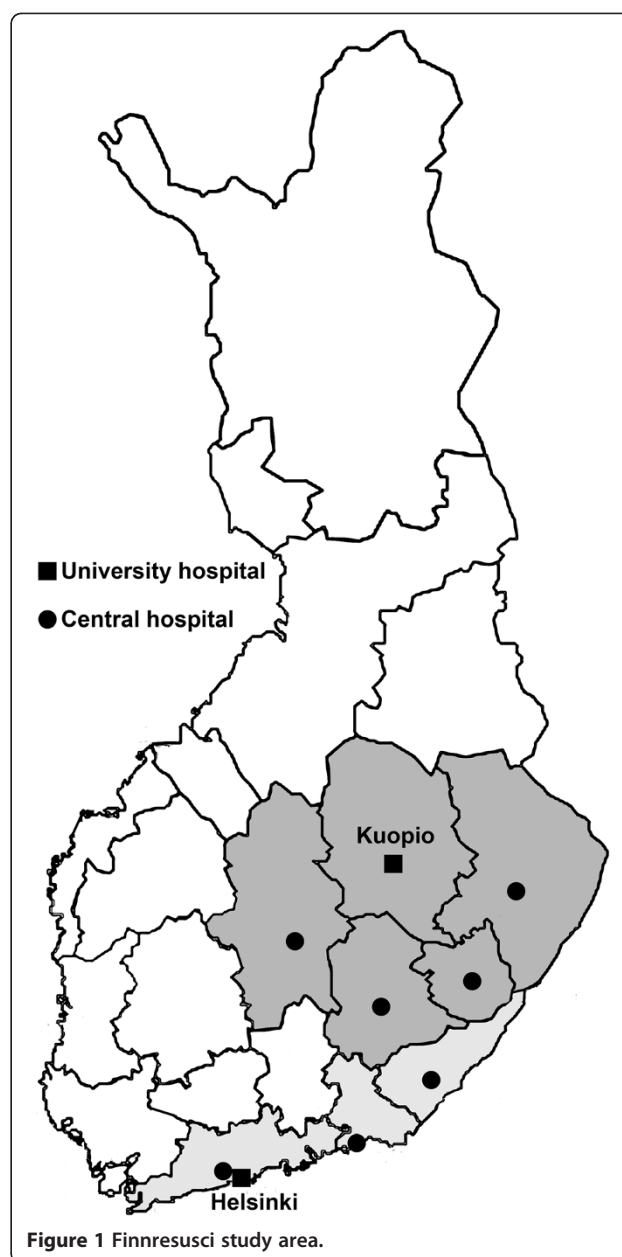 University hospital
Central hospital
Kuopio
Helsinki
Figure 1 Finnresusci study area.